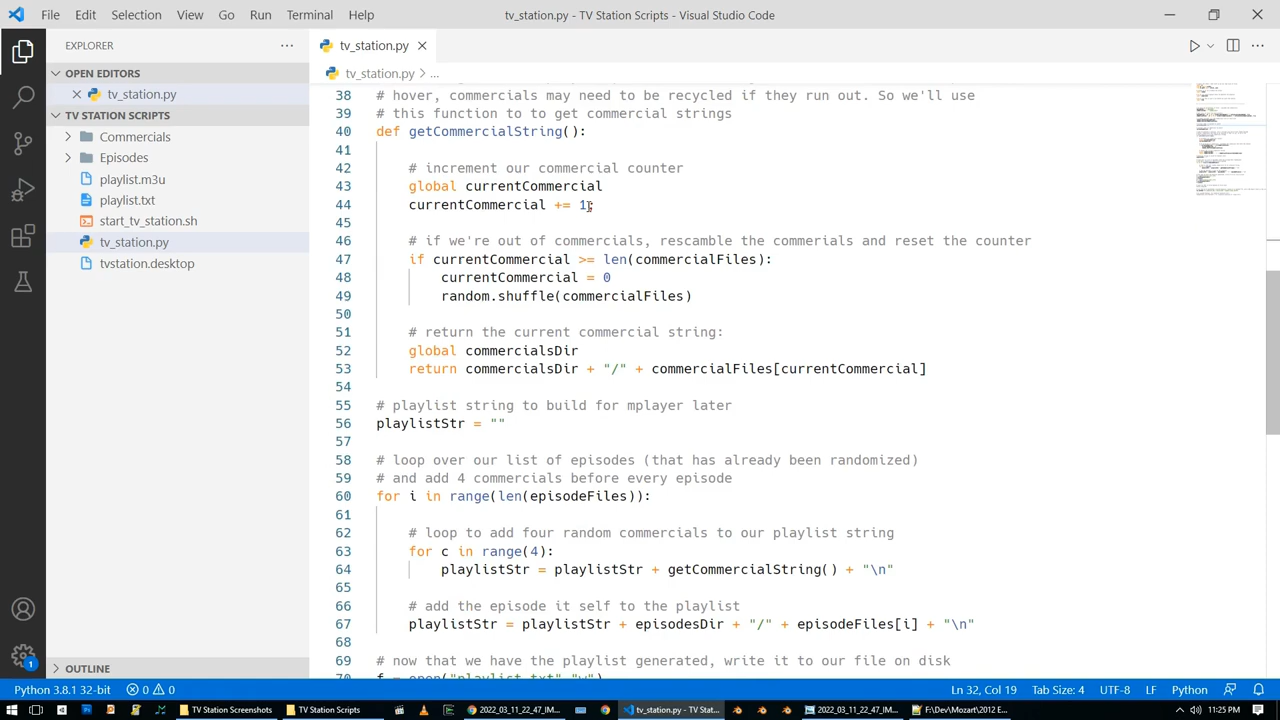 File Edit Selection View Go Run Terminal Help
tv_station.py - TV Station Scripts - Visual Studio Code
EXPLORER
OPEN EDITORS
tv_station.py
TV STATION SCRIPTS
commercials
episodes
playlist.m3u
playlist.txt
start_tv_station.sh
tv_station.py
tvstation.desktop
OUTLINE
tv_station.py
tv_station.py > ...
38 # hover, commercials may need to be recycled if they run out. So we'll use
39 # this function to get commercial strings
40 def getCommercialString():
41
42 # increment the commercial counter
43 global currentCommercial
44 currentCommercial += 1
45
46 # if we're out of commercials, rescamble the commerials and reset the counter
47 if currentCommercial >= len(commercialFiles):
48 currentCommercial = 0
49 random.shuffle(commercialFiles)
50
51 # return the current commercial string:
52 global commercialsDir
53 return commercialsDir + "/" + commercialFiles[currentCommercial]
54
55 # playlist string to build for mplayer later
56 playlistStr = ""
57
58 # loop over our list of episodes (that has already been randomized)
59 # and add 4 commercials before every episode
60 for i in range(len(episodeFiles)):
61
62 # loop to add four random commercials to our playlist string
63 for c in range(4):
64 playlistStr = playlistStr + getCommercialString() + "\n"
65
66 # add the episode it self to the playlist
67 playlistStr = playlistStr + episodesDir + "/" + episodeFiles[i] + "\n"
68
69 # now that we have the playlist generated, write it to our file on disk
70 f = open("playlist.txt","w")
1
Python 3.8.1 32-bit 0 0 Ln 32, Col 19 Tab Size: 4 UTF-8 LF Python
TV Station Screenshots TV Station Scripts 2022_03_11_22_47_IM... tv_station.py - TV Stat... 2022_03_11_22_47_IM... F:\Dev\Mozart\2012 E... 11:25 PM